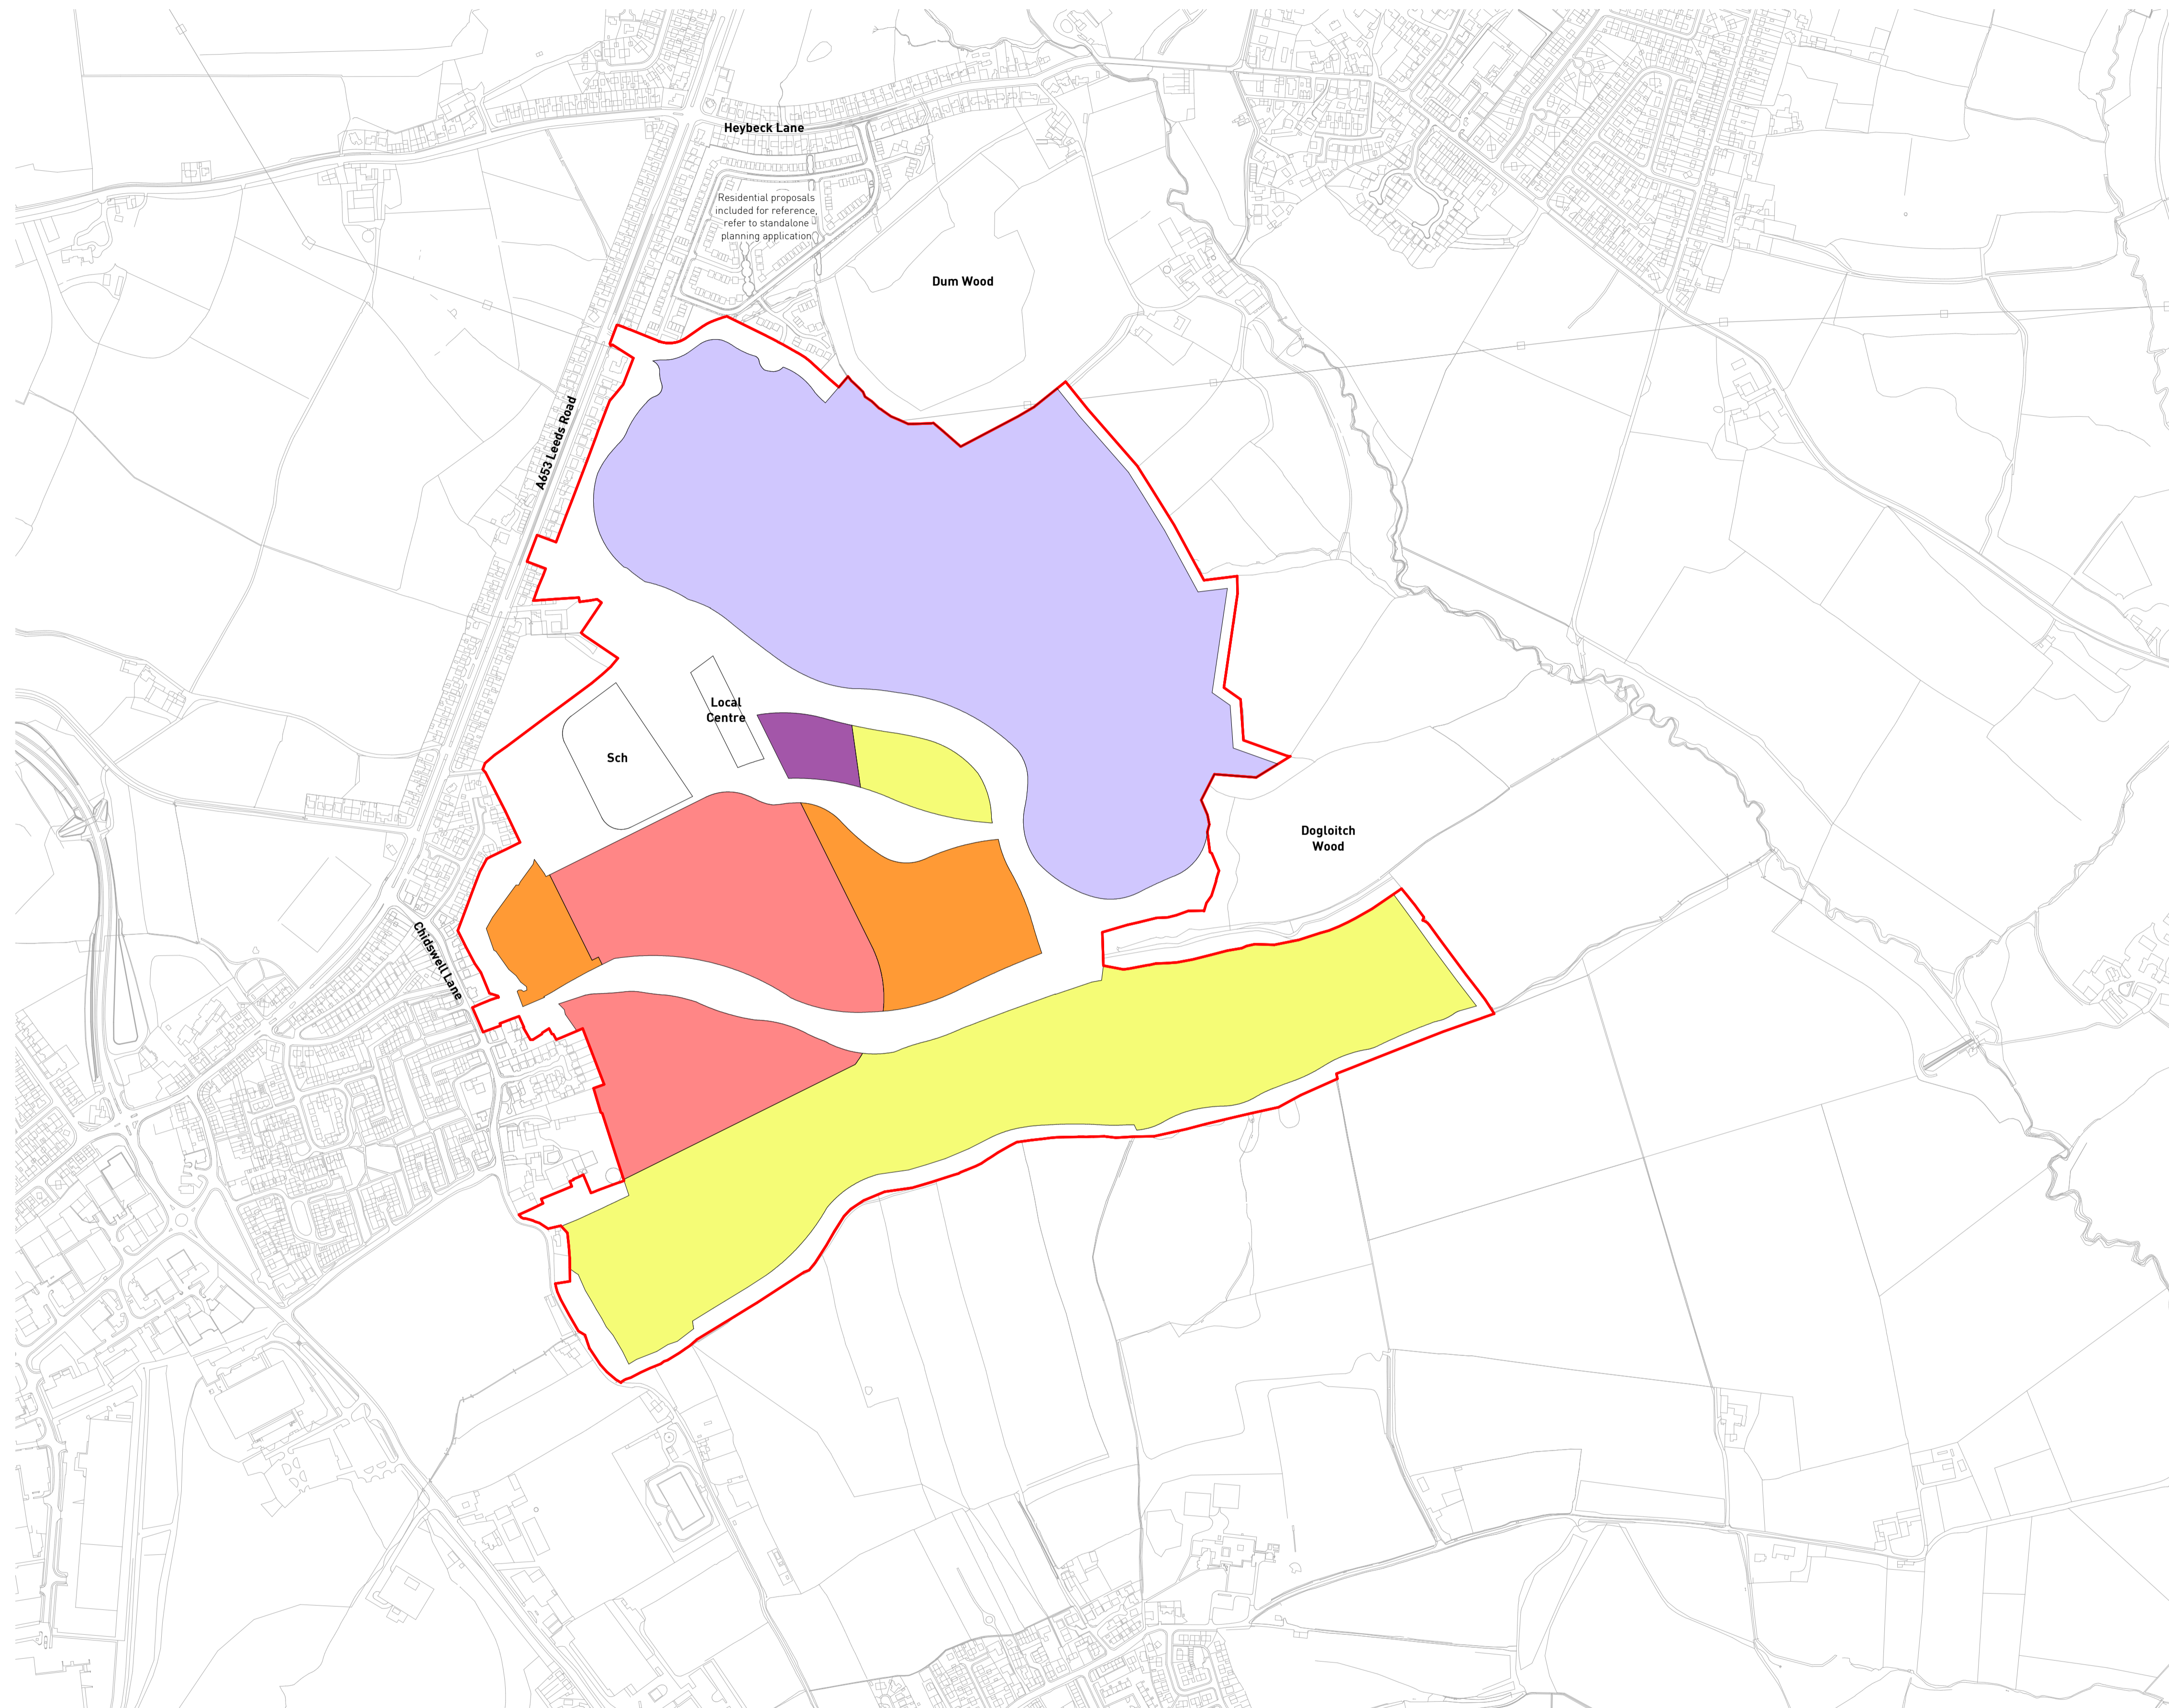 Heybeck Lane
Residential proposals
included for reference,
refer to standalone
planning application
Dum Wood
A653 Leeds Road
Local
Centre
Sch
Dogloitch
Wood
Chidswell Lane